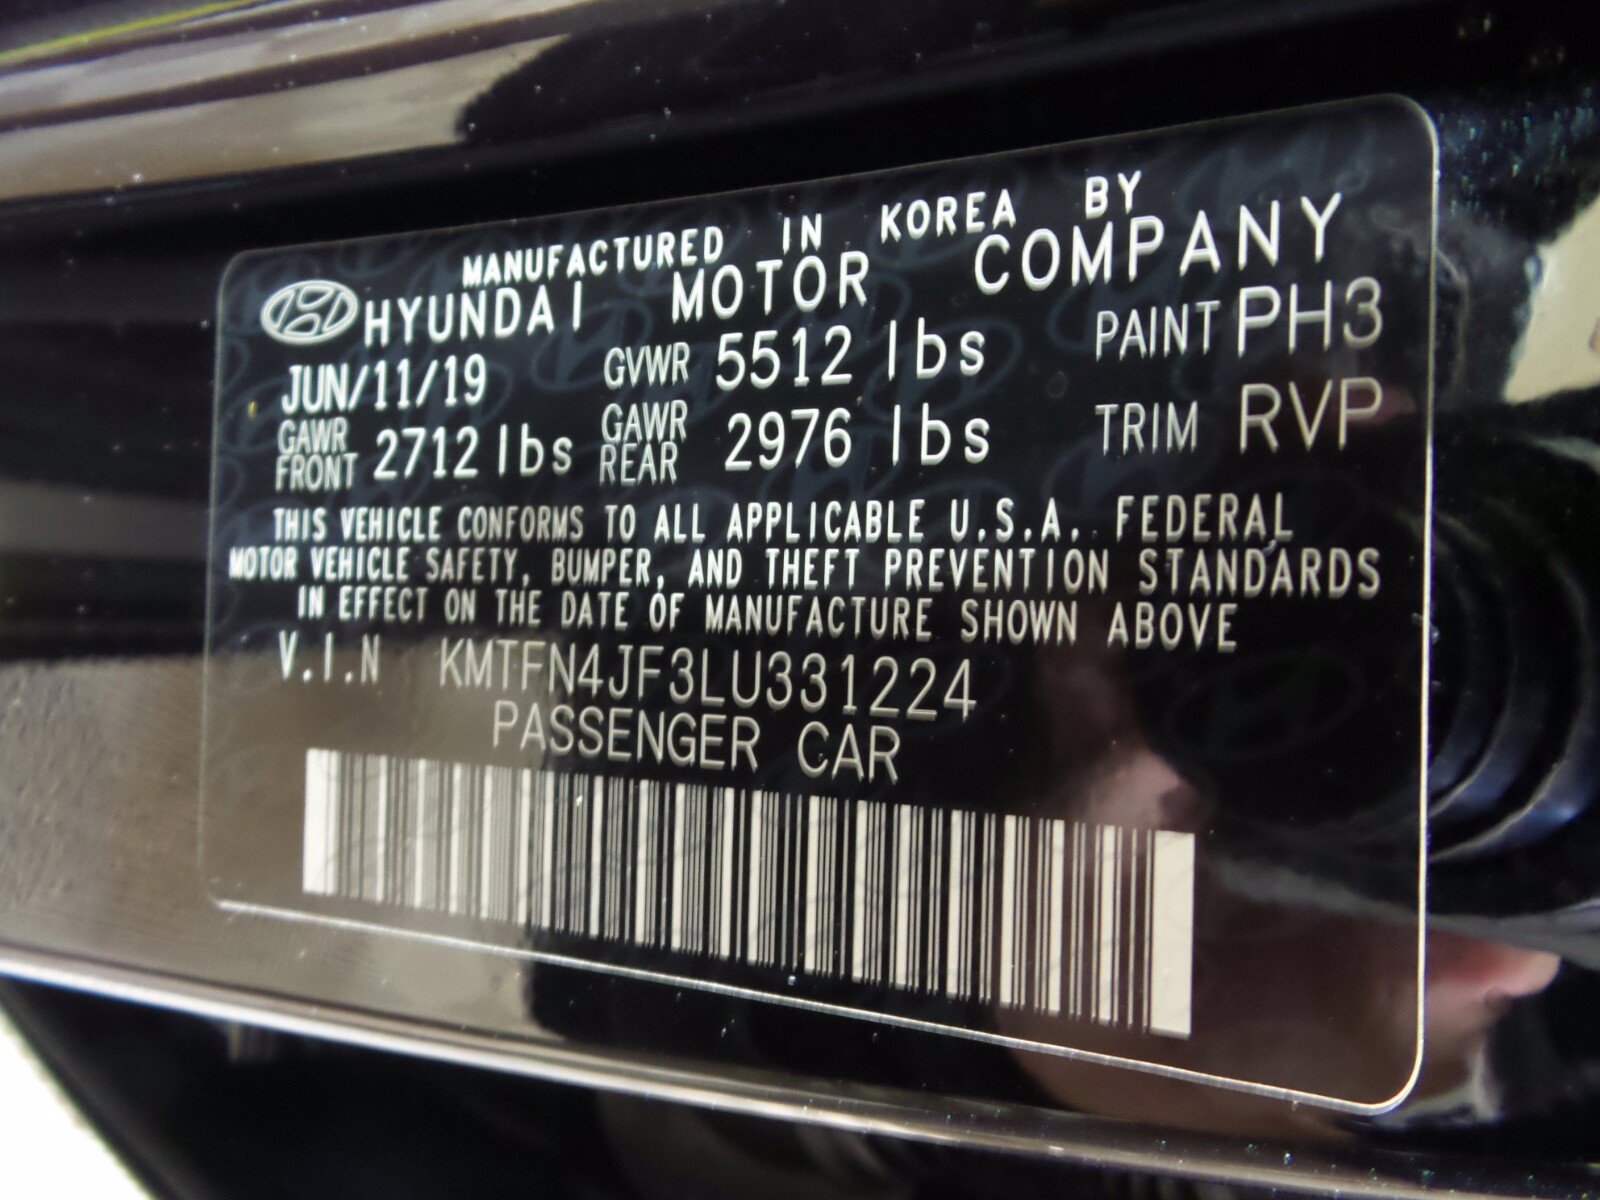 MANUFACTURED IN KOREA BY
HYUNDAI MOTOR COMPANY
JUN/11/19 GVWR 5512 lbs PAINT PH3
GAWR FRONT 2712 lbs GAWR REAR 2976 lbs TRIM RVP
THIS VEHICLE CONFORMS TO ALL APPLICABLE U.S.A. FEDERAL
MOTOR VEHICLE SAFETY, BUMPER, AND THEFT PREVENTION STANDARDS
IN EFFECT ON THE DATE OF MANUFACTURE SHOWN ABOVE
V.I.N KMTFN4JF3LU331224
PASSENGER CAR